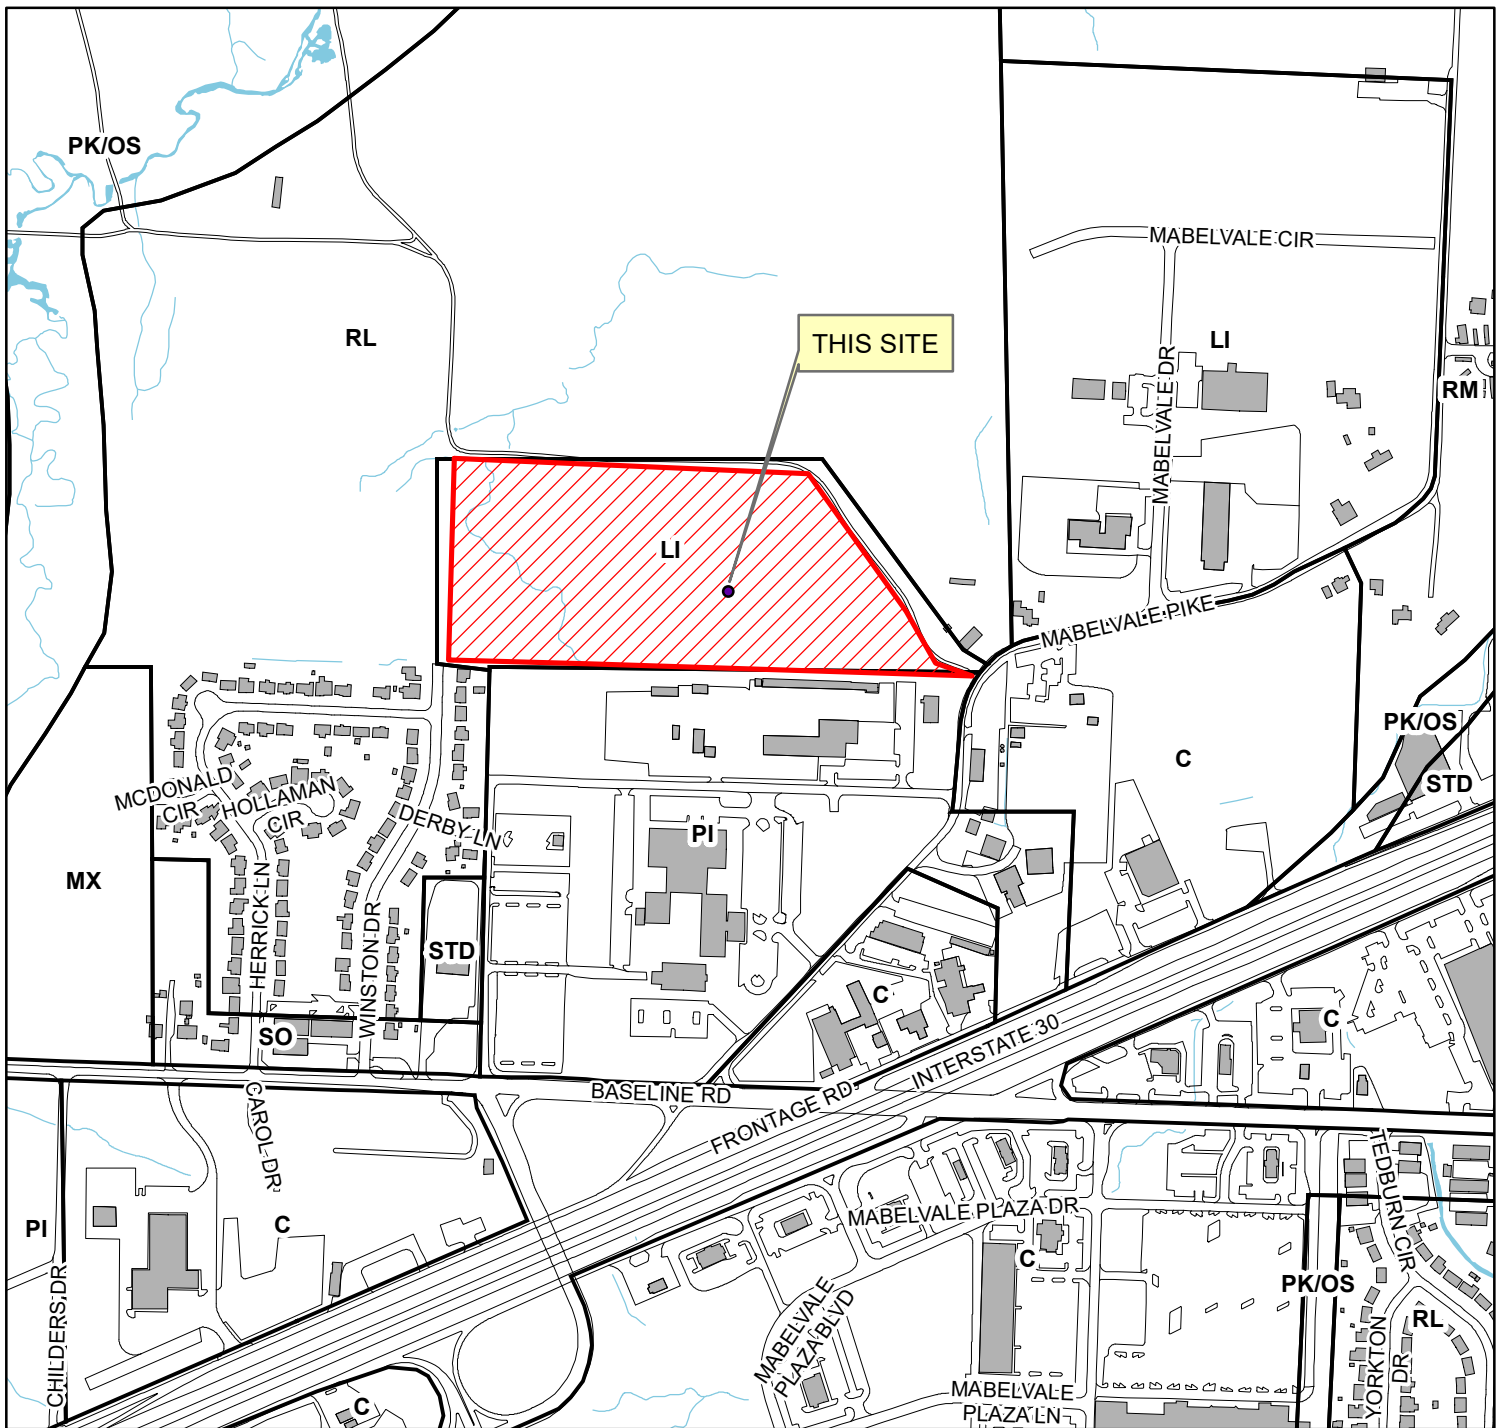 PK/OS
MABELVALE CIR
RL
THIS SITE
LI
MABELVALE DR
RM
LI
MABELVALE PIKE
PK/OS
C
STD
MCDONALD
CIR
HOLLAMAN
CIR
DERBY LN
PI
MX
HERRICK LN
WINSTON DR
STD
C
SO
INTERSTATE 30
C
BASELINE RD
FRONTAGE RD
CAROL DR
TEDBURN CIR
PI
C
MABELVALE PLAZA DR
C
PK/OS
CHILDERS DR
MABELVALE
PLAZA BLVD
YORKTON
DR
RL
C
MABELVALE
PLAZA LN